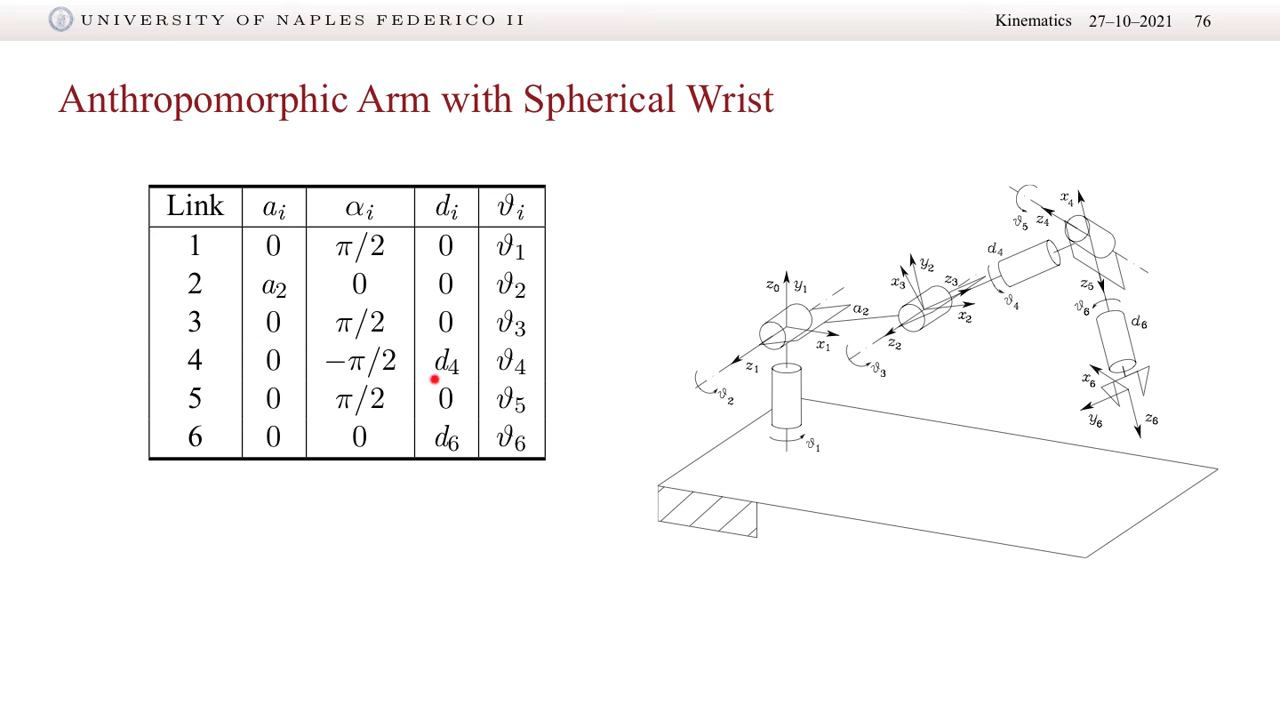 UNIVERSITY OF NAPLES FEDERICO II
Kinematics 27–10–2021 76
Anthropomorphic Arm with Spherical Wrist
Link aᵢ αᵢ dᵢ ϑᵢ
1 0 π/2 0 ϑ₁
2 a₂ 0 0 ϑ₂
3 0 π/2 0 ϑ₃
4 0 −π/2 d₄ ϑ₄
5 0 π/2 0 ϑ₅
6 0 0 d₆ ϑ₆
x₄
ϑ₅ z₄
d₄
y₂
x₃ z₃
z₀ y₁
z₅
ϑ₄
ϑ₆
a₂
x₂
d₆
x₁
z₂
z₁
ϑ₃
x₆
ϑ₂
y₆ z₆
ϑ₁